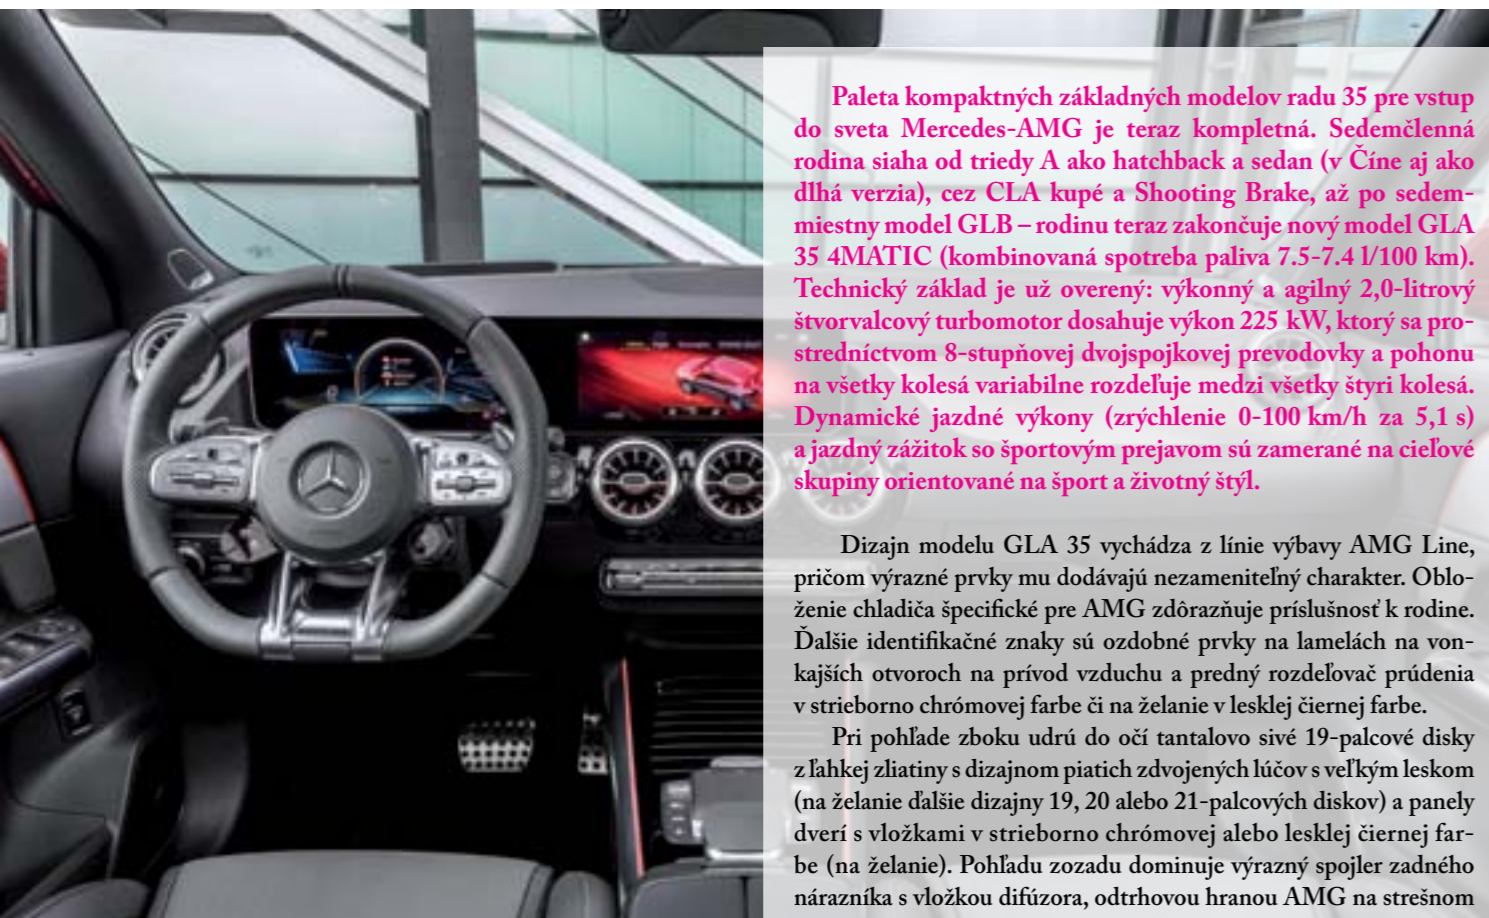 Paleta kompaktných základných modelov radu 35 pre vstup
do sveta Mercedes-AMG je teraz kompletná. Sedemčlenná
rodina siaha od triedy A ako hatchback a sedan (v Číne aj ako
dlhá verzia), cez CLA kupé a Shooting Brake, až po sedem-
miestny model GLB – rodinu teraz zakončuje nový model GLA
35 4MATIC (kombinovaná spotreba paliva 7.5-7.4 l/100 km).
Technický základ je už overený: výkonný a agilný 2,0-litrový
štvorvalcový turbomotor dosahuje výkon 225 kW, ktorý sa pro-
stredníctvom 8-stupňovej dvojspojkovej prevodovky a pohonu
na všetky kolesá variabilne rozdeľuje medzi všetky štyri kolesá.
Dynamické jazdné výkony (zrýchlenie 0-100 km/h za 5,1 s)
a jazdný zážitok so športovým prejavom sú zamerané na cieľové
skupiny orientované na šport a životný štýl.
Dizajn modelu GLA 35 vychádza z línie výbavy AMG Line,
pričom výrazné prvky mu dodávajú nezameniteľný charakter. Oblo-
ženie chladiča špecifické pre AMG zdôrazňuje príslušnosť k rodine.
Ďalšie identifikačné znaky sú ozdobné prvky na lamelách na von-
kajších otvoroch na prívod vzduchu a predný rozdeľovač prúdenia
v strieborno chrómovej farbe či na želanie v lesklej čiernej farbe.
Pri pohľade zboku udrú do očí tantalovo sivé 19-palcové disky
z ľahkej zliatiny s dizajnom piatich zdvojených lúčov s veľkým leskom
(na želanie ďalšie dizajny 19, 20 alebo 21-palcových diskov) a panely
dverí s vložkami v strieborno chrómovej alebo lesklej čiernej far-
be (na želanie). Pohľadu zozadu dominuje výrazný spojler zadného
nárazníka s vložkou difúzora, odtrhovou hranou AMG na strešnom